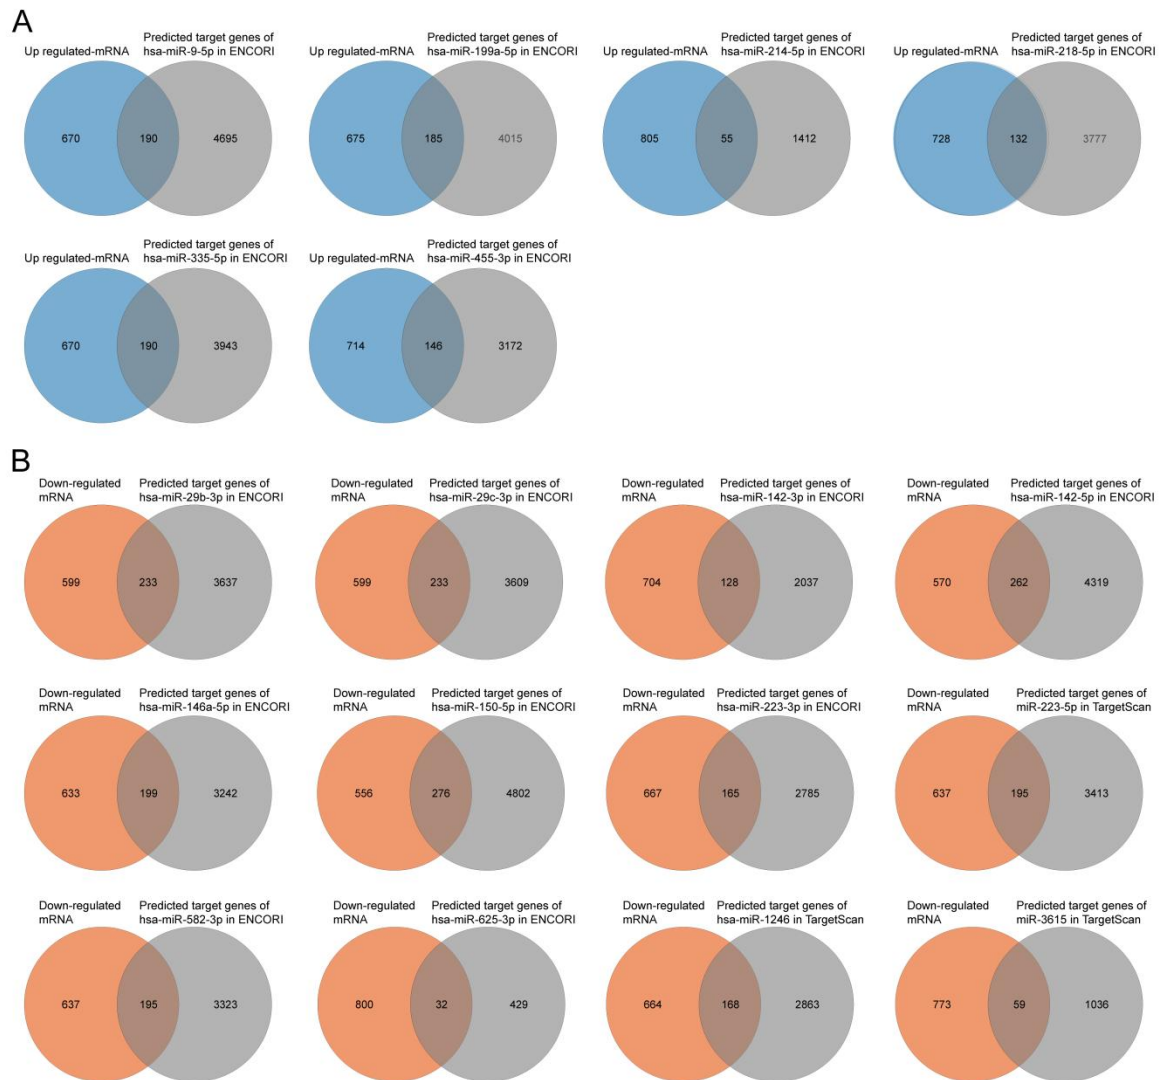 A
Up regulated-mRNA
Predicted target genes of
hsa-miR-9-5p in ENCORI
670
190
4695
Up regulated-mRNA
Predicted target genes of
hsa-miR-199a-5p in ENCORI
675
185
4015
Up regulated-mRNA
Predicted target genes of
hsa-miR-214-5p in ENCORI
805
55
1412
Up regulated-mRNA
Predicted target genes of
hsa-miR-218-5p in ENCORI
728
132
3777
Up regulated-mRNA
Predicted target genes of
hsa-miR-335-5p in ENCORI
670
190
3943
Up regulated-mRNA
Predicted target genes of
hsa-miR-455-3p in ENCORI
714
146
3172
B
Down-regulated
mRNA
Predicted target genes of
hsa-miR-29b-3p in ENCORI
599
233
3637
Down-regulated
mRNA
Predicted target genes of
hsa-miR-29c-3p in ENCORI
599
233
3609
Down-regulated
mRNA
Predicted target genes of
hsa-miR-142-3p in ENCORI
704
128
2037
Down-regulated
mRNA
Predicted target genes of
hsa-miR-142-5p in ENCORI
570
262
4319
Down-regulated
mRNA
Predicted target genes of
hsa-miR-146a-5p in ENCORI
633
199
3242
Down-regulated
mRNA
Predicted target genes of
hsa-miR-150-5p in ENCORI
556
276
4802
Down-regulated
mRNA
Predicted target genes of
hsa-miR-223-3p in ENCORI
667
165
2785
Down-regulated
mRNA
Predicted target genes of
miR-223-5p in TargetScan
637
195
3413
Down-regulated
mRNA
Predicted target genes of
hsa-miR-582-3p in ENCORI
637
195
3323
Down-regulated
mRNA
Predicted target genes of
hsa-miR-625-3p in ENCORI
800
32
429
Down-regulated
mRNA
Predicted target genes of
hsa-miR-1246 in TargetScan
664
168
2863
Down-regulated
mRNA
Predicted target genes of
miR-3615 in TargetScan
773
59
1036